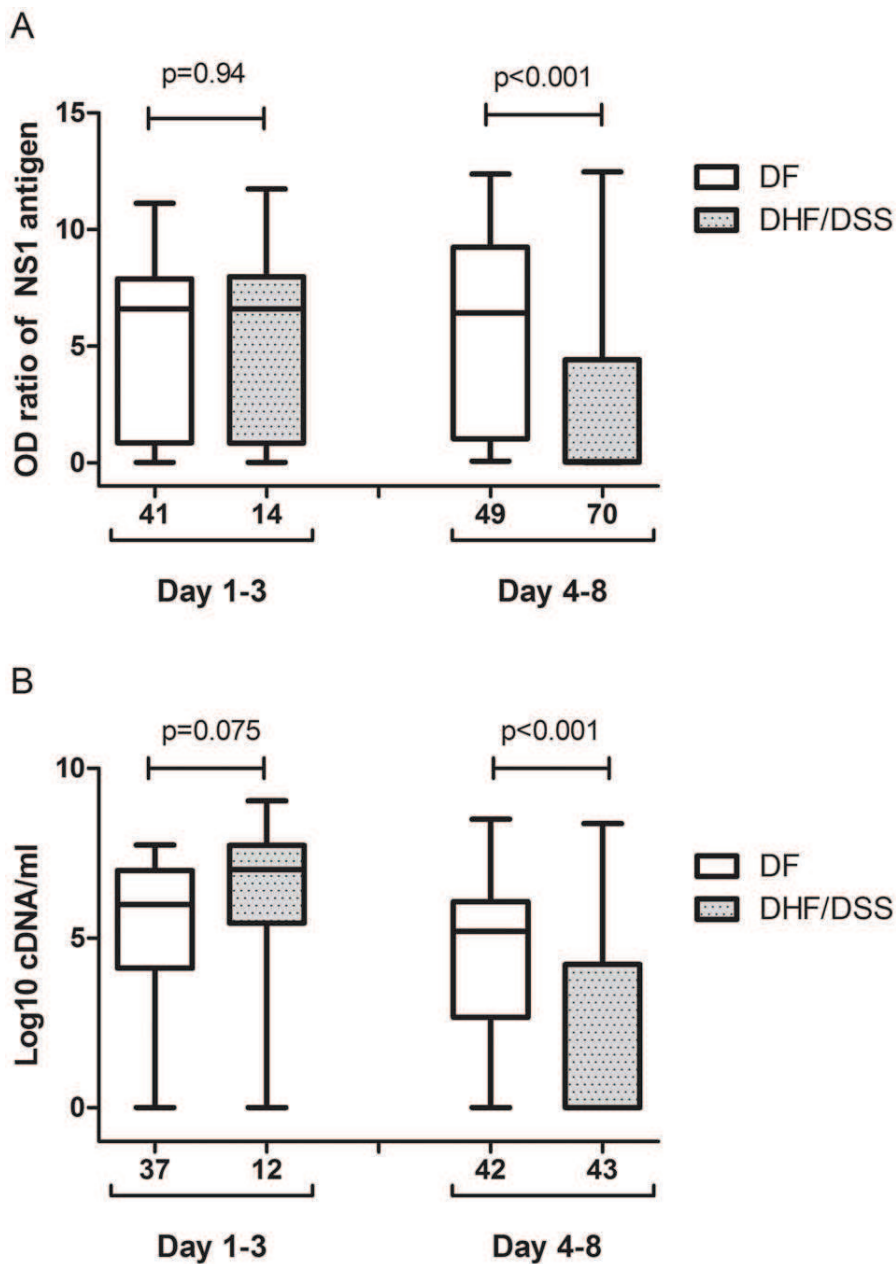 A
p=0.94
p<0.001
15
10
5
0
OD ratio of NS1 antigen
DF
DHF/DSS
41
14
49
70
Day 1-3
Day 4-8
B
p=0.075
p<0.001
10
5
0
Log10 cDNA/ml
DF
DHF/DSS
37
12
42
43
Day 1-3
Day 4-8